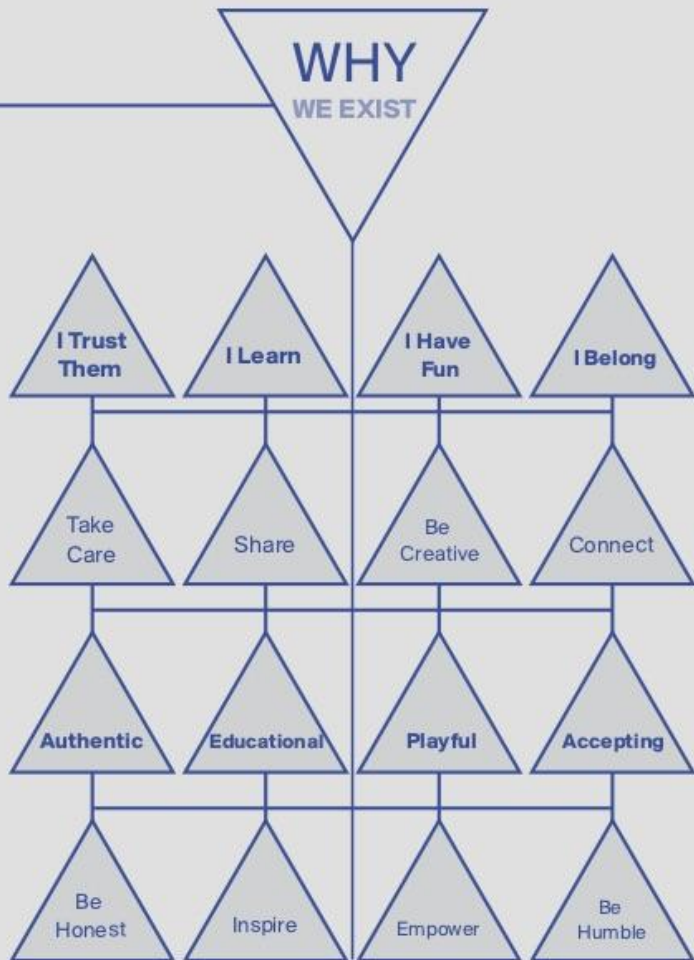 WHY
WE EXIST
I Trust
Them
I Learn
I Have
Fun
I Belong
Take
Care
Share
Be
Creative
Connect
Authentic
Educational
Playful
Accepting
Be
Honest
Inspire
Empower
Be
Humble